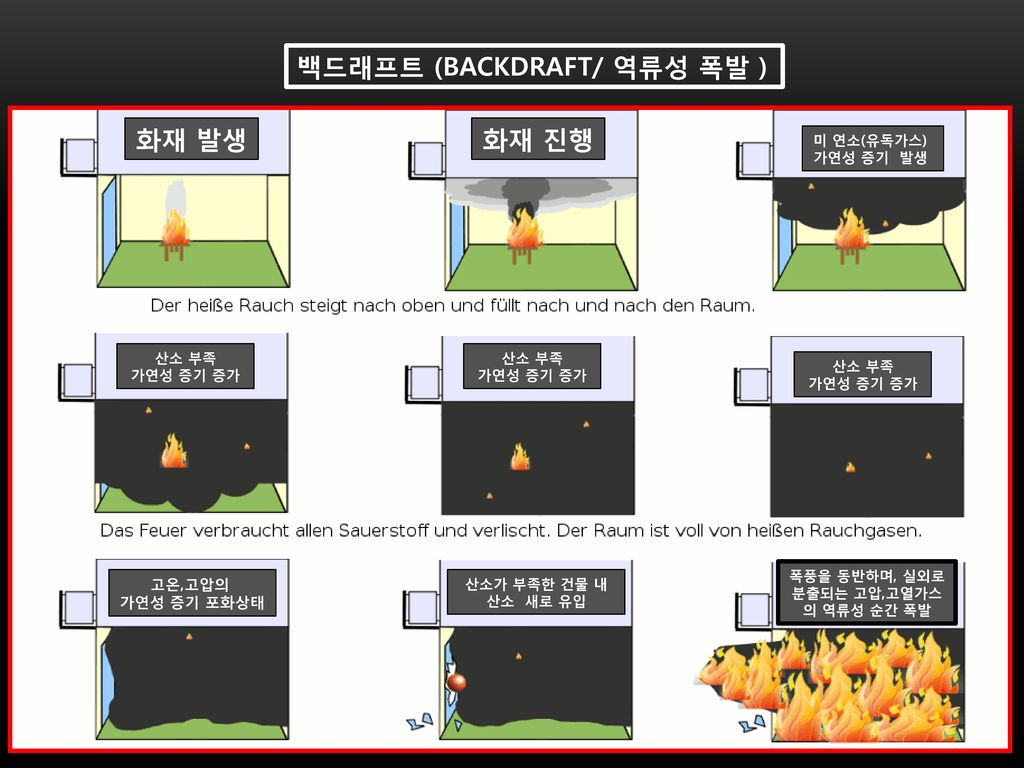 백드래프트 (BACKDRAFT/ 역류성 폭발 )
화재 발생
화재 진행
미 연소(유독가스)
가연성 증기 발생
Der heiße Rauch steigt nach oben und füllt nach und nach den Raum.
산소 부족
가연성 증기 증가
산소 부족
가연성 증기 증가
산소 부족
가연성 증기 증가
Das Feuer verbraucht allen Sauerstoff und verlischt. Der Raum ist voll von heißen Rauchgasen.
고온,고압의
가연성 증기 포화상태
산소가 부족한 건물 내
산소 새로 유입
폭풍을 동반하며, 실외로
분출되는 고압,고열가스
의 역류성 순간 폭발